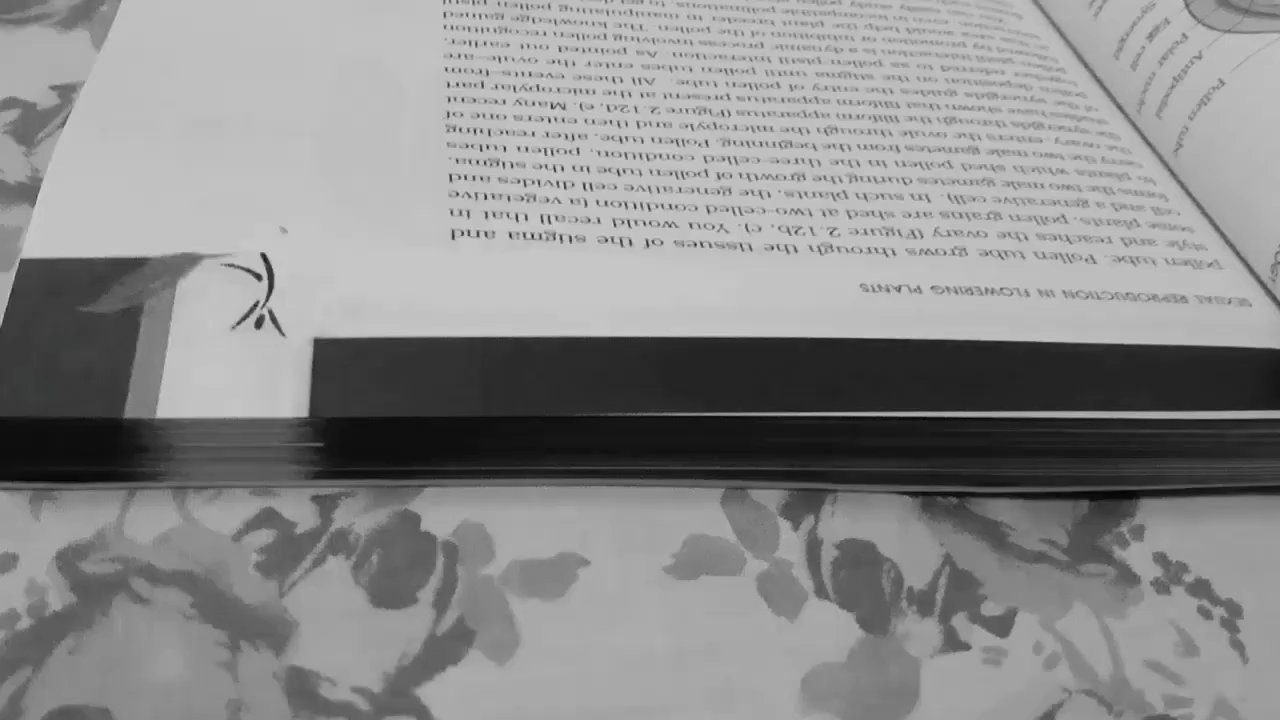 SEXUAL REPRODUCTION IN FLOWERING PLANTS
pollen tube. Pollen tube grows through the tissues of the stigma and
style and reaches the ovary (Figure 2.12b, c). You would recall that in
some plants, pollen grains are shed at two-celled condition (a vegetative
cell and a generative cell). In such plants, the generative cell divides and
forms the two male gametes during the growth of pollen tube in the stigma.
In plants which shed pollen in the three-celled condition, pollen tubes
carry the two male gametes from the beginning. Pollen tube, after reaching
the ovary, enters the ovule through the micropyle and then enters one of
the synergids through the filiform apparatus (Figure 2.12d, e). Many recent
studies have shown that filiform apparatus present at the micropylar part
of the synergids guides the entry of pollen tube. All these events–from
pollen deposition on the stigma until pollen tubes enter the ovule–are
together referred to as pollen-pistil interaction. As pointed out earlier,
pollen-pistil interaction is a dynamic process involving pollen recognition
followed by promotion or inhibition of the pollen. The knowledge gained
in this area would help the plant breeder in manipulating pollen-pistil
interaction, even in incompatible pollinations, to get
You can easily study pollen
Pollen tube
Antipodal
Polar nuclei
Egg cell
Synergid